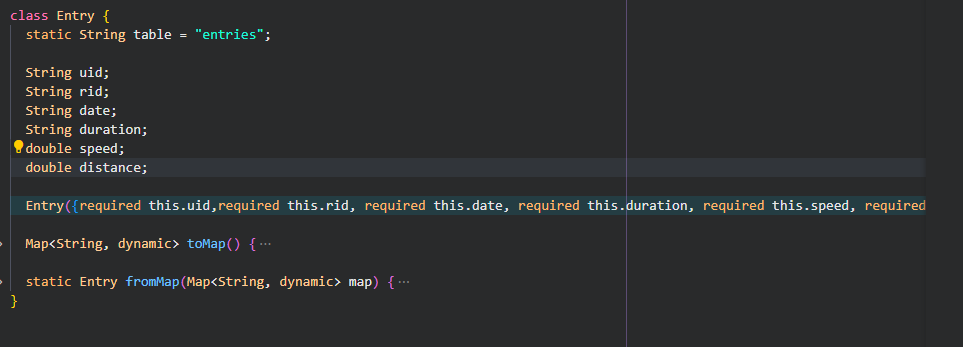 class Entry {
static String table = "entries";
String uid;
String rid;
String date;
String duration;
double speed;
double distance;
Entry({required this.uid,required this.rid, required this.date, required this.duration, required this.speed, required
Map<String, dynamic> toMap() {⋯
static Entry fromMap(Map<String, dynamic> map) {⋯
}